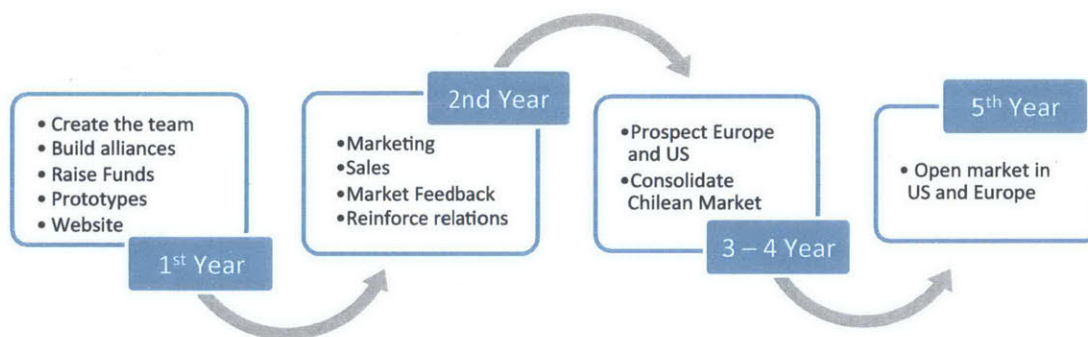 • Create the team
• Build alliances
• Raise Funds
• Prototypes
• Website
1st Year
2nd Year
•Marketing
•Sales
•Market Feedback
•Reinforce relations
•Prospect Europe
and US
•Consolidate
Chilean Market
3 – 4 Year
5th Year
• Open market in
US and Europe